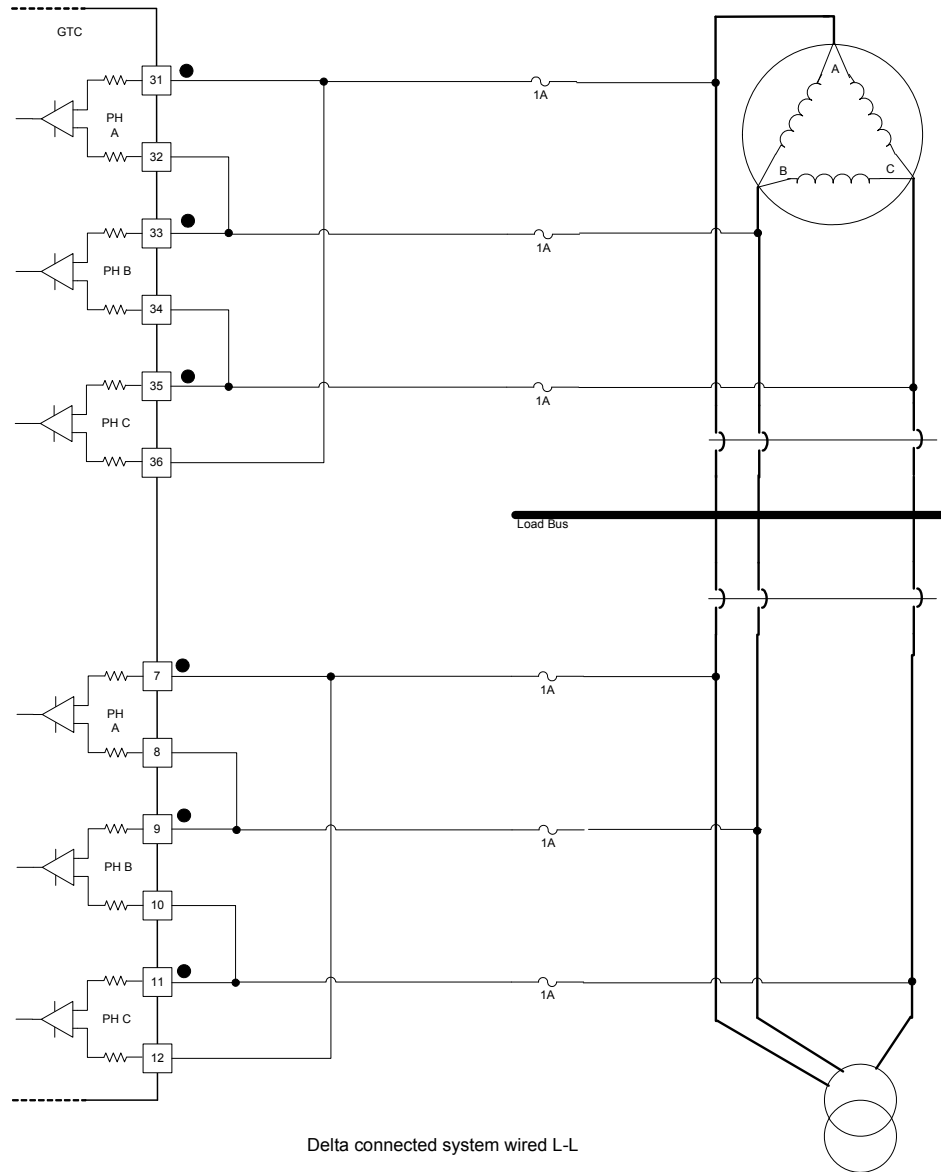 GTC
31
1A
PH
A
A
32
B
C
33
1A
PH B
34
35
1A
PH C
36
Load Bus
7
1A
PH
A
8
9
1A
PH B
10
11
1A
PH C
12
Delta connected system wired L-L